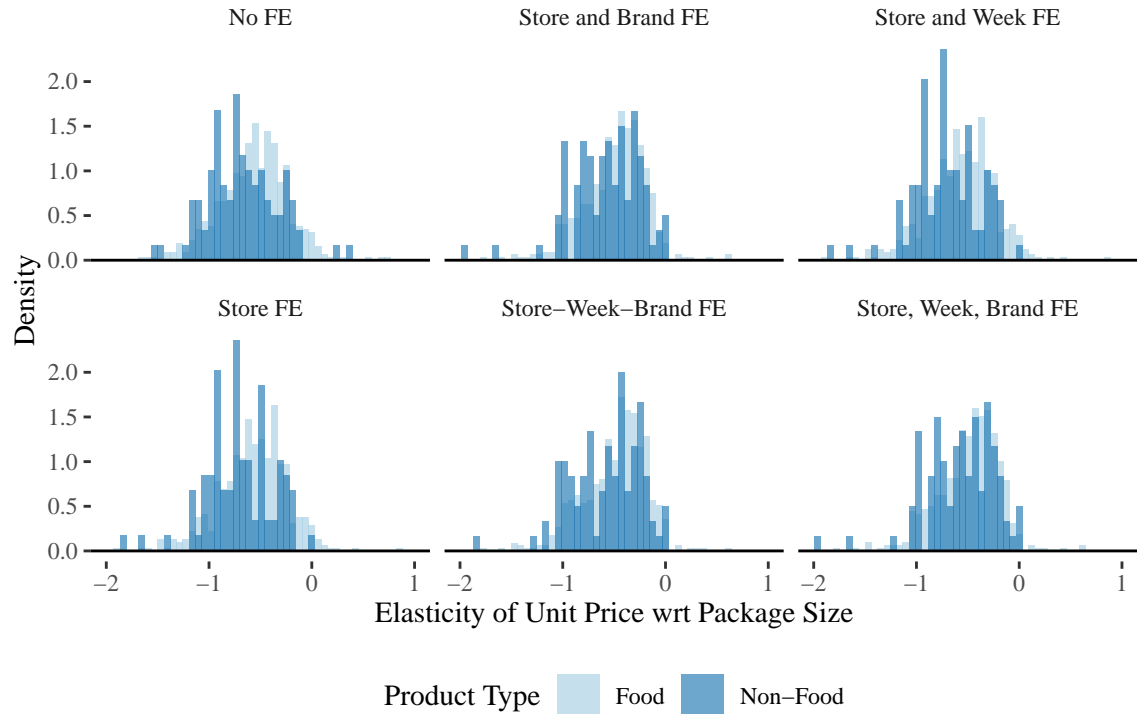 No FE
Store and Brand FE
Store and Week FE
2.0
1.5
1.0
0.5
0.0
Density
Store FE
Store−Week−Brand FE
Store, Week, Brand FE
2.0
1.5
1.0
0.5
0.0
−2 −1 0 1
−2 −1 0 1
−2 −1 0 1
Elasticity of Unit Price wrt Package Size
Product Type Food Non−Food